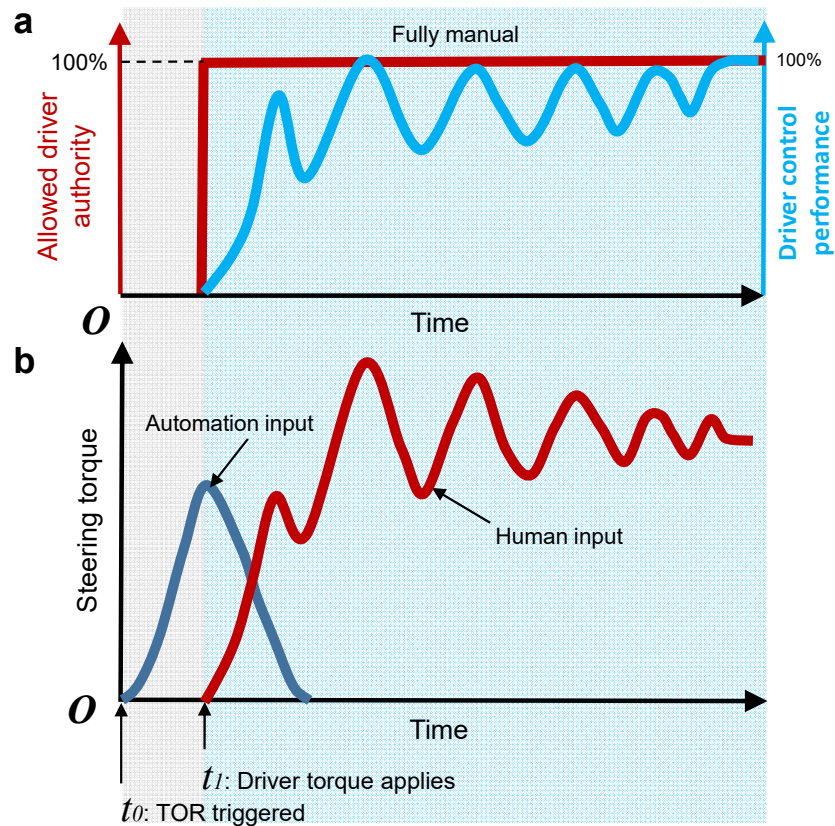 a
Fully manual
100%
100%
Allowed driver
authority
Driver control
performance
O
Time
b
Automation input
Steering torque
Human input
O
Time
t1: Driver torque applies
t0: TOR triggered